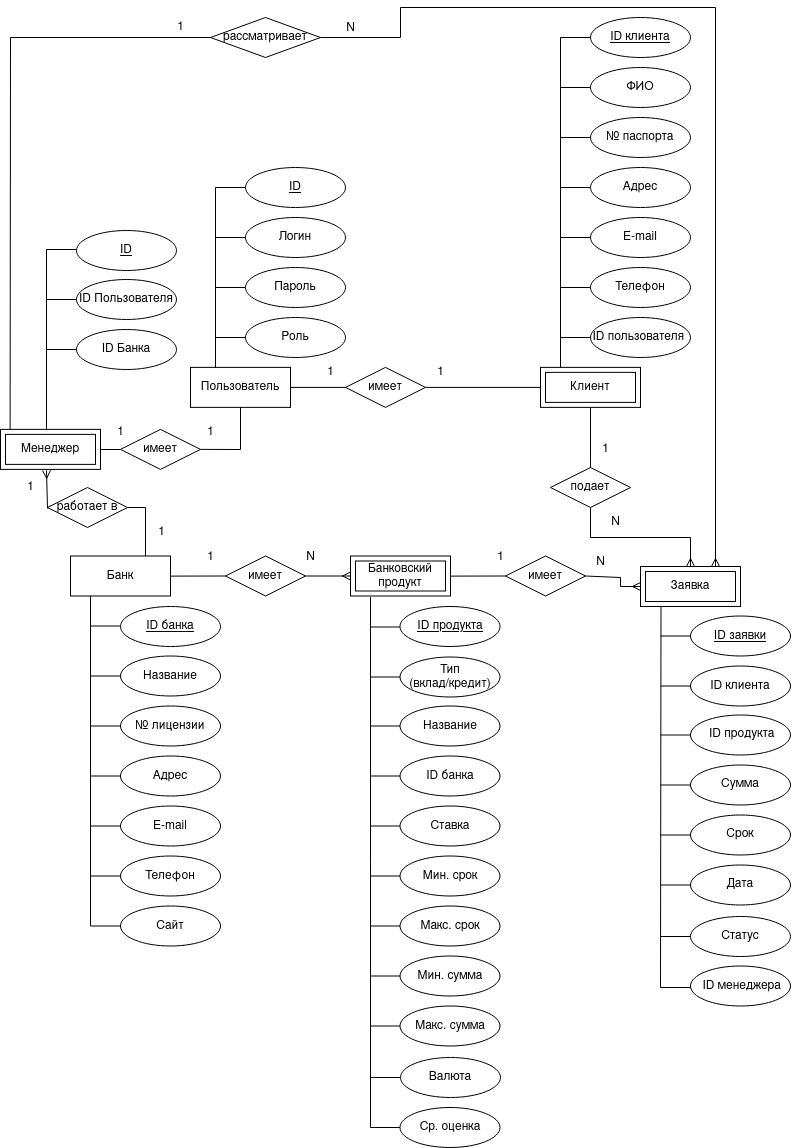 1
рассматривает
N
ID клиента
ФИО
№ паспорта
Адрес
E-mail
Телефон
ID пользователя
ID
Логин
Пароль
Роль
ID
ID Пользователя
ID Банка
Пользователь
1
имеет
1
Клиент
Менеджер
1
имеет
1
1
подает
N
1
работает в
1
Банк
1
имеет
N
Банковский
продукт
1
имеет
N
Заявка
ID банка
Название
№ лицензии
Адрес
E-mail
Телефон
Сайт
ID продукта
Тип
(вклад/кредит)
Название
ID банка
Ставка
Мин. срок
Макс. срок
Мин. сумма
Макс. сумма
Валюта
Ср. оценка
ID заявки
ID клиента
ID продукта
Сумма
Срок
Дата
Статус
ID менеджера